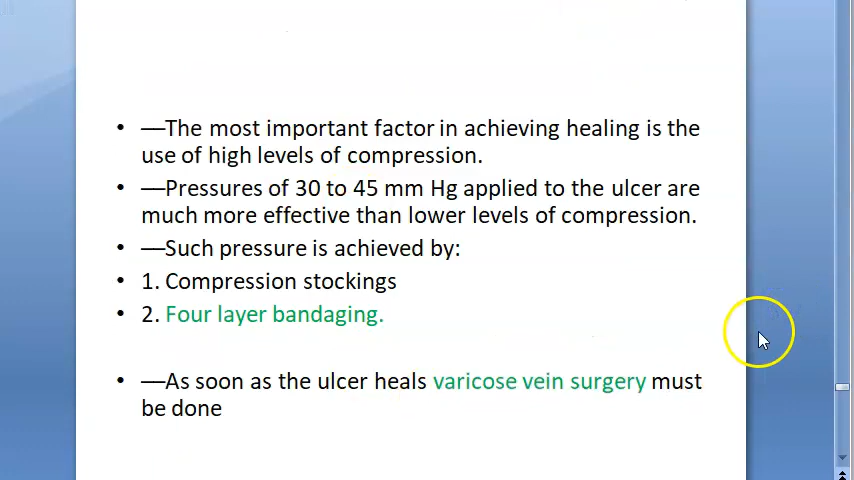 • —The most important factor in achieving healing is the
use of high levels of compression.
• —Pressures of 30 to 45 mm Hg applied to the ulcer are
much more effective than lower levels of compression.
• —Such pressure is achieved by:
• 1. Compression stockings
• 2. Four layer bandaging.
• —As soon as the ulcer heals varicose vein surgery must
be done